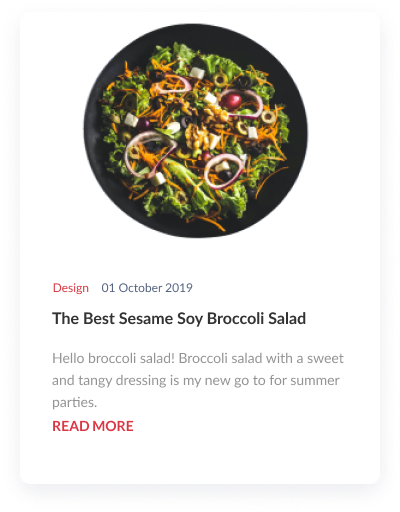 Design 01 October 2019
The Best Sesame Soy Broccoli Salad
Hello broccoli salad! Broccoli salad with a sweet
and tangy dressing is my new go to for summer
parties.
READ MORE